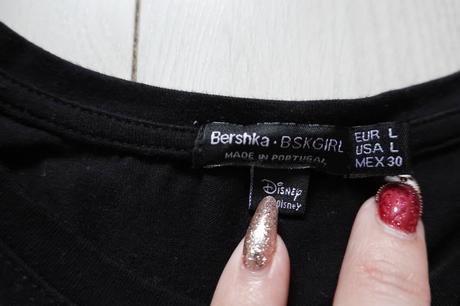 Bershka · BSKGIRL
MADE IN PORTUGAL
EUR L
USA L
MEX 30
Disney
©Disney